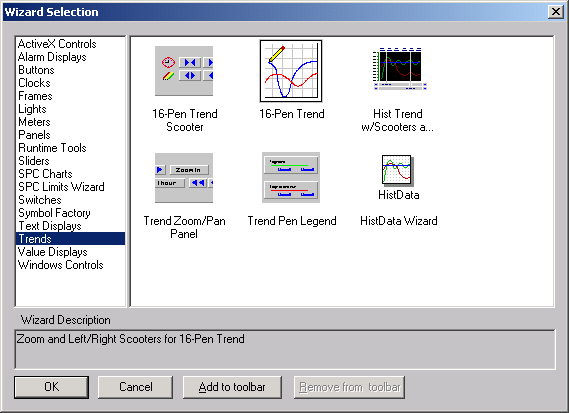 Wizard Selection
ActiveX Controls
Alarm Displays
Buttons
Clocks
Frames
Lights
Meters
Panels
Runtime Tools
Sliders
SPC Charts
SPC Limits Wizard
Switches
Symbol Factory
Text Displays
Trends
Value Displays
Windows Controls
16-Pen Trend
Scooter
16-Pen Trend
Hist Trend
w/Scooters a...
Zoom In
1 hour
Trend Zoom/Pan
Panel
Trend Pen Legend
HistData
HistData Wizard
Wizard Description
Zoom and Left/Right Scooters for 16-Pen Trend
OK
Cancel
Add to toolbar
Remove from toolbar